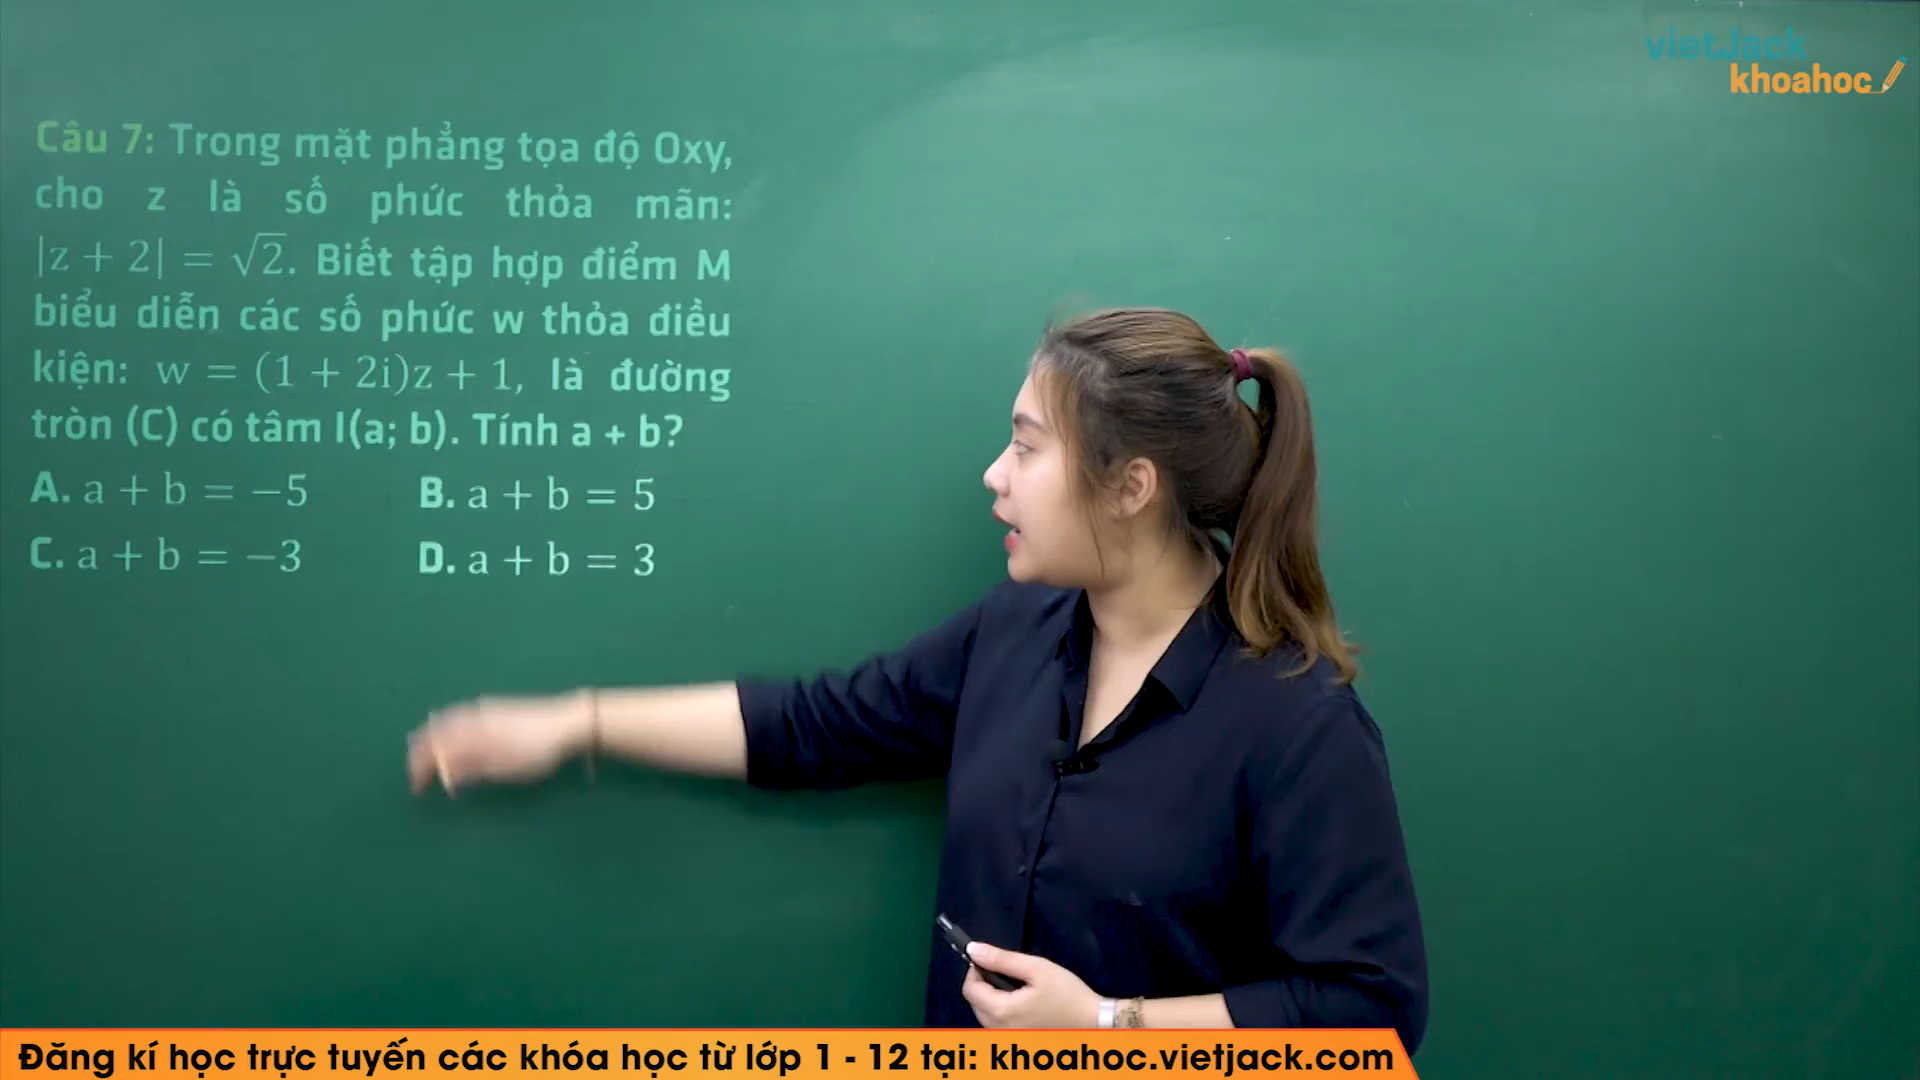 vietJack
khoahoc
Câu 7: Trong mặt phẳng tọa độ Oxy,
cho z là số phức thỏa mãn:
|z + 2| = √2. Biết tập hợp điểm M
biểu diễn các số phức w thỏa điều
kiện: w = (1 + 2i)z + 1, là đường
tròn (C) có tâm I(a; b). Tính a + b?
A. a + b = −5 B. a + b = 5
C. a + b = −3 D. a + b = 3
Đăng kí học trực tuyến các khóa học từ lớp 1 - 12 tại: khoahoc.vietjack.com